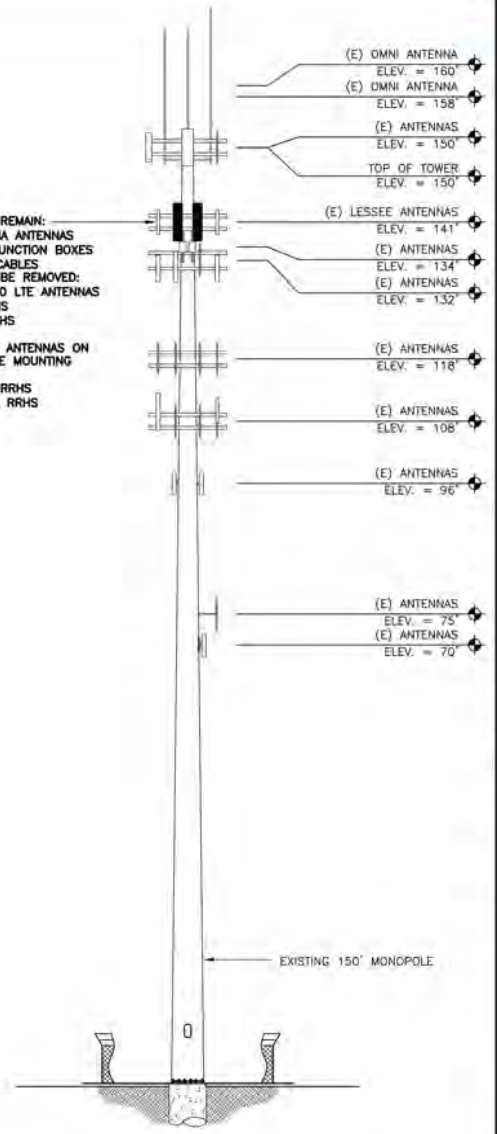 (E) OMNI ANTENNA
ELEV. = 160'
(E) OMNI ANTENNA
ELEV. = 158'
(E) ANTENNAS
ELEV. = 150'
TOP OF TOWER
ELEV. = 150'
(E) LESSEE ANTENNAS
ELEV. = 141'
(E) ANTENNAS
ELEV. = 134'
(E) ANTENNAS
ELEV. = 132'
REMAIN:
ANTENNAS
UNCTION BOXES
CABLES
BE REMOVED:
0 LTE ANTENNAS
HS
ANTENNAS ON
E MOUNTING
RRHS
RRHS
(E) ANTENNAS
ELEV. = 118'
(E) ANTENNAS
ELEV. = 108'
(E) ANTENNAS
ELEV. = 96'
(E) ANTENNAS
ELEV. = 75'
(E) ANTENNAS
ELEV. = 70'
EXISTING 150' MONOPOLE